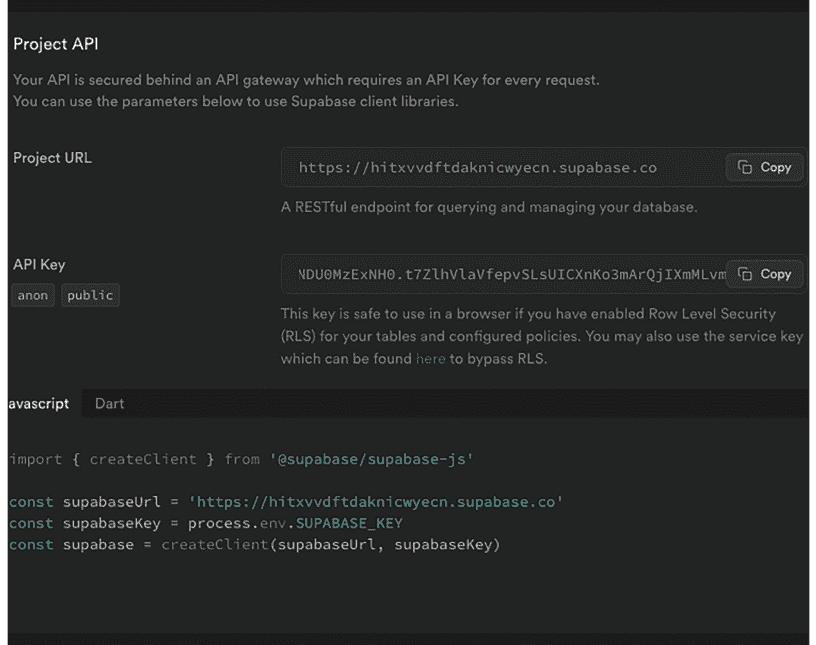 Project API
Your API is secured behind an API gateway which requires an API Key for every request.
You can use the parameters below to use Supabase client libraries.
Project URL
https://hitxvvdftdaknicwyecn.supabase.co
Copy
A RESTful endpoint for querying and managing your database.
API Key
anon
public
NDU0MzExNH0.t7ZlhVlaVfepvSLsUICXnKo3mArQjIXmMLvm
Copy
This key is safe to use in a browser if you have enabled Row Level Security
(RLS) for your tables and configured policies. You may also use the service key
which can be found here to bypass RLS.
avascript
Dart
import { createClient } from '@supabase/supabase-js'
const supabaseUrl = 'https://hitxvvdftdaknicwyecn.supabase.co'
const supabaseKey = process.env.SUPABASE_KEY
const supabase = createClient(supabaseUrl, supabaseKey)